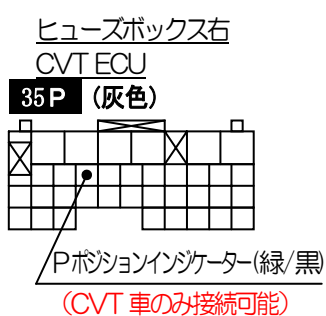 ヒューズボックス右
CVT ECU
35P (灰色)
Pポジションインジケーター(緑/黒)
(CVT車のみ接続可能)